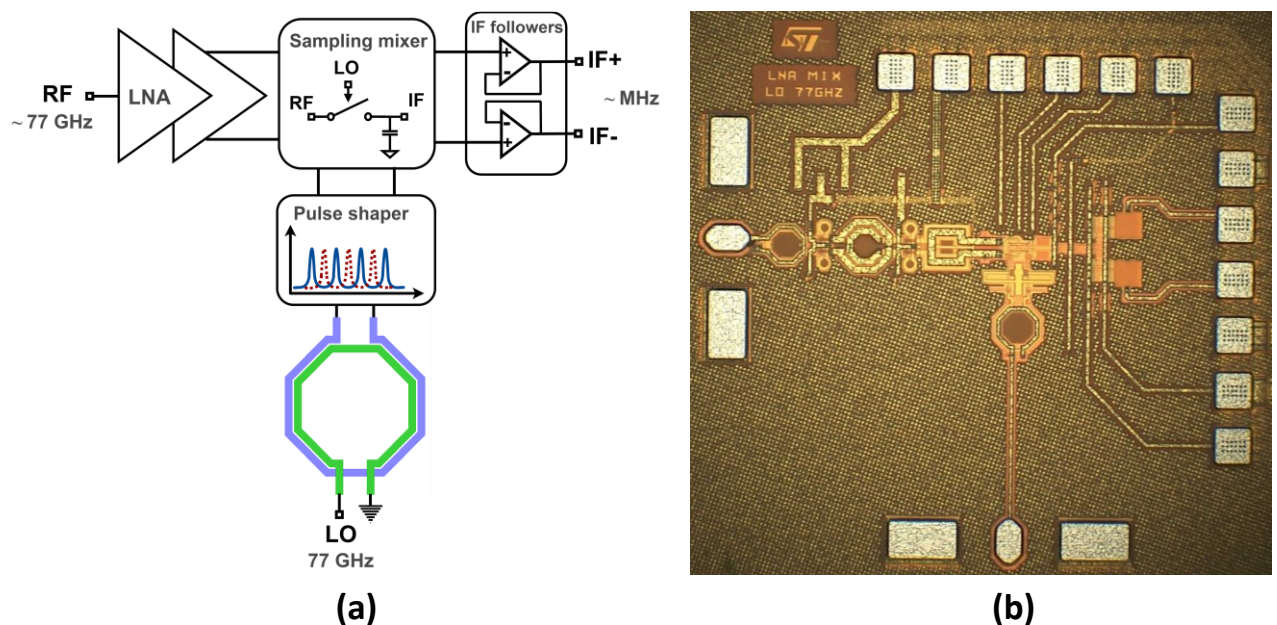 Sampling mixer
LO
RF
IF
IF followers
+
-
-
+
IF+
IF-
~ MHz
RF
~ 77 GHz
LNA
Pulse shaper
LO
77 GHz
(a)
ST
LNA MIX
LO 77GHZ
(b)